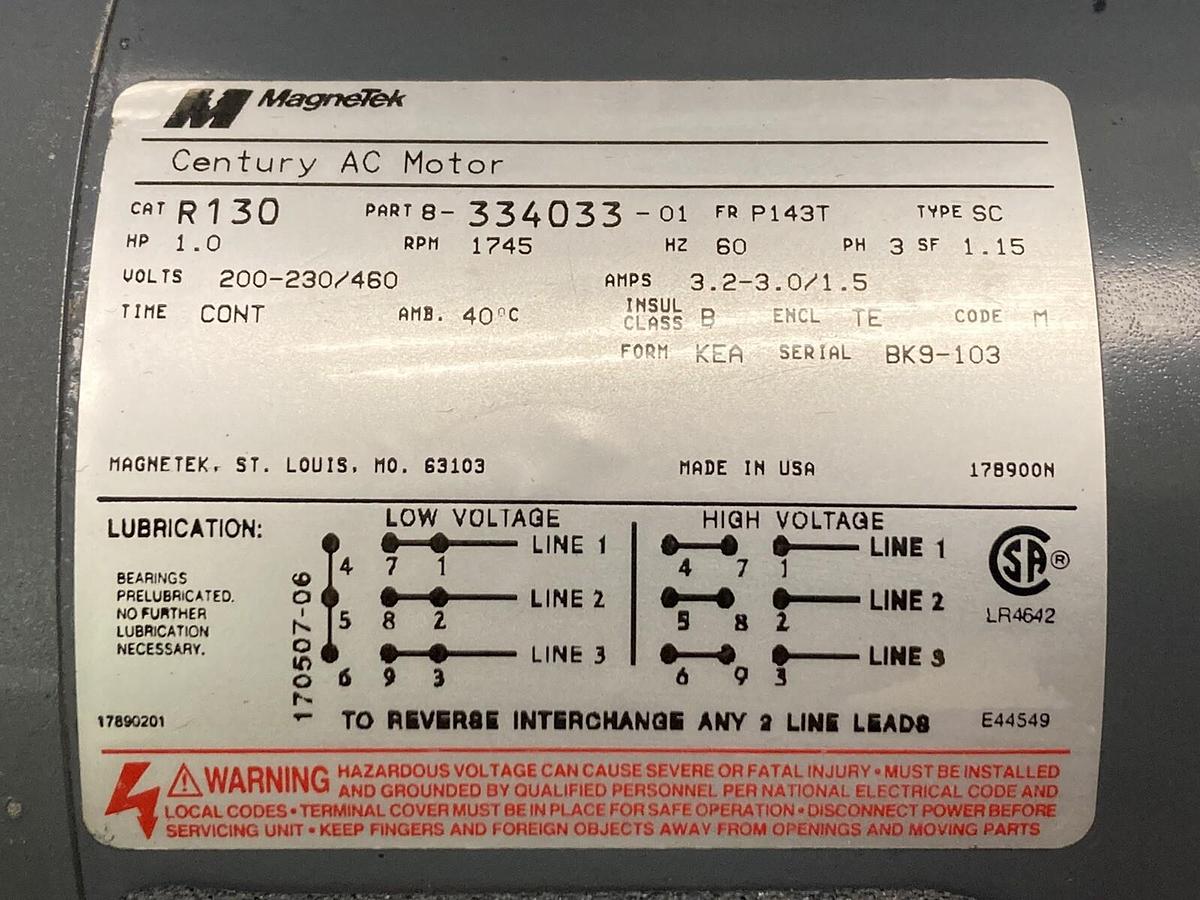 MagneTek
Century AC Motor
CAT R130 PART 8-334033-01 FR P143T TYPE SC
HP 1.0 RPM 1745 HZ 60 PH 3 SF 1.15
VOLTS 200-230/460 AMPS 3.2-3.0/1.5
TIME CONT AMB. 40°C INSUL CLASS B ENCL TE CODE M
FORM KEA SERIAL BK9-103
MAGNETEK, ST. LOUIS, MO. 63103 MADE IN USA 178900N
LUBRICATION:
BEARINGS
PRELUBRICATED.
NO FURTHER
LUBRICATION
NECESSARY.
17890201
170507-06
LOW VOLTAGE
4 7 1 LINE 1
5 8 2 LINE 2
6 9 3 LINE 3
HIGH VOLTAGE
4 7 1 LINE 1
5 8 2 LINE 2
6 9 3 LINE 3
SA®
LR4642
TO REVERSE INTERCHANGE ANY 2 LINE LEADS
E44549
WARNING HAZARDOUS VOLTAGE CAN CAUSE SEVERE OR FATAL INJURY • MUST BE INSTALLED
AND GROUNDED BY QUALIFIED PERSONNEL PER NATIONAL ELECTRICAL CODE AND
LOCAL CODES • TERMINAL COVER MUST BE IN PLACE FOR SAFE OPERATION • DISCONNECT POWER BEFORE
SERVICING UNIT • KEEP FINGERS AND FOREIGN OBJECTS AWAY FROM OPENINGS AND MOVING PARTS